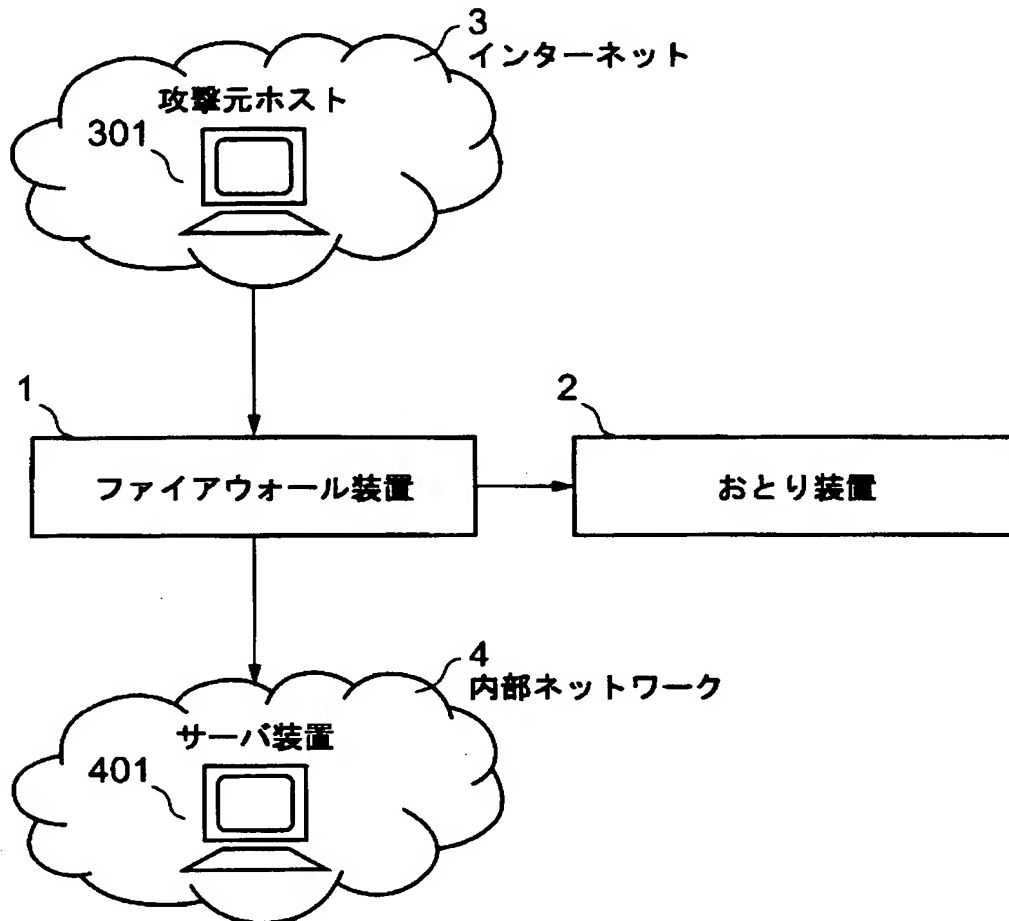 3
インターネット
攻撃元ホスト
301
1
2
ファイアウォール装置
おとり装置
4
内部ネットワーク
サーバ装置
401